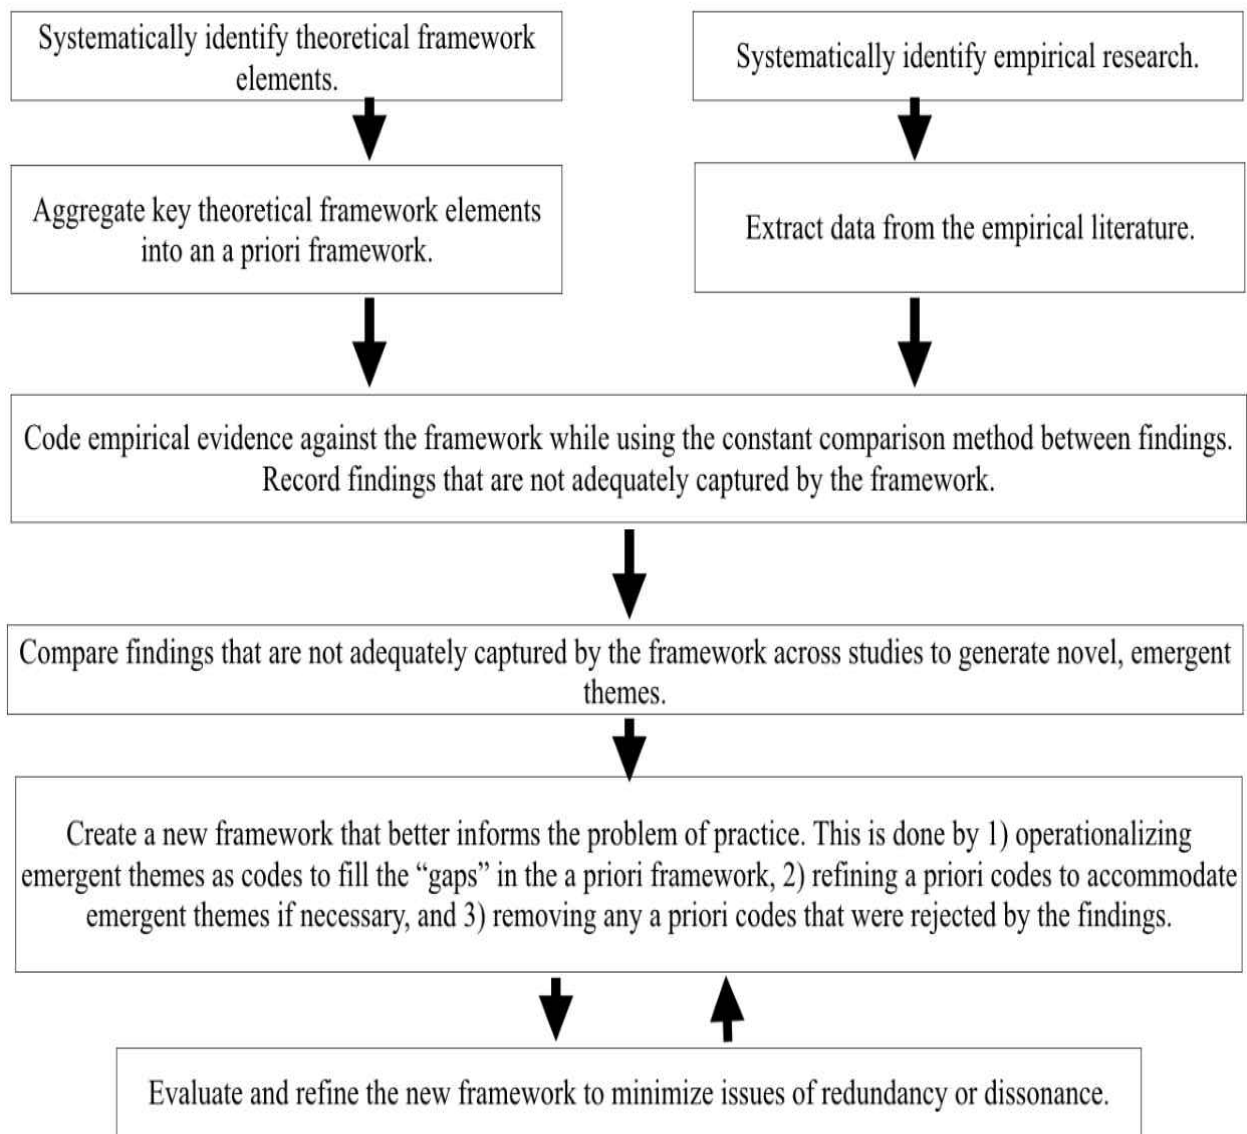 Systematically identify theoretical framework
elements.
Systematically identify empirical research.
Aggregate key theoretical framework elements
into an a priori framework.
Extract data from the empirical literature.
Code empirical evidence against the framework while using the constant comparison method between findings.
Record findings that are not adequately captured by the framework.
Compare findings that are not adequately captured by the framework across studies to generate novel, emergent
themes.
Create a new framework that better informs the problem of practice. This is done by 1) operationalizing
emergent themes as codes to fill the “gaps” in the a priori framework, 2) refining a priori codes to accommodate
emergent themes if necessary, and 3) removing any a priori codes that were rejected by the findings.
Evaluate and refine the new framework to minimize issues of redundancy or dissonance.